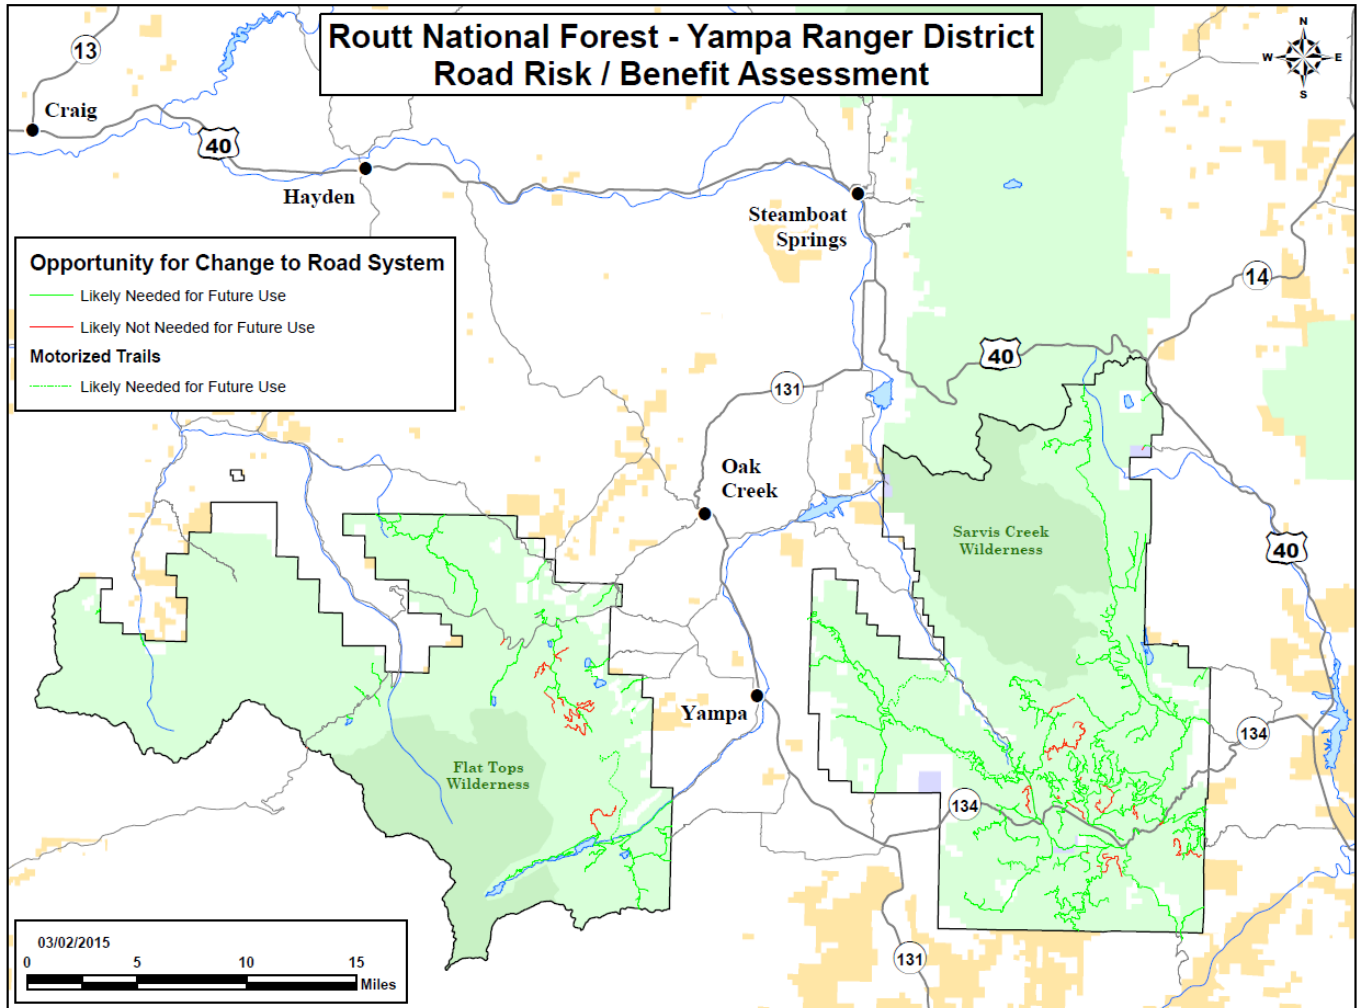 Routt National Forest - Yampa Ranger District
Road Risk / Benefit Assessment
N
W
E
S
13
Craig
40
Hayden
Steamboat
Springs
14
Opportunity for Change to Road System
Likely Needed for Future Use
Likely Not Needed for Future Use
Motorized Trails
Likely Needed for Future Use
40
131
Oak
Creek
Sarvis Creek
Wilderness
40
Yampa
134
Flat Tops
Wilderness
134
131
03/02/2015
0
5
10
15
Miles